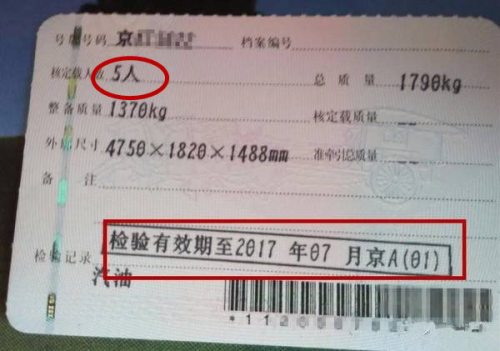 号牌号码 京 档案编号
核定载人数 5人 总质量 1790kg
整备质量 1370kg 核定载质量
外廓尺寸 4750×1820×1488mm 准牵引总质量
备注
检验记录 检验有效期至2017年07月京A(01)
汽油